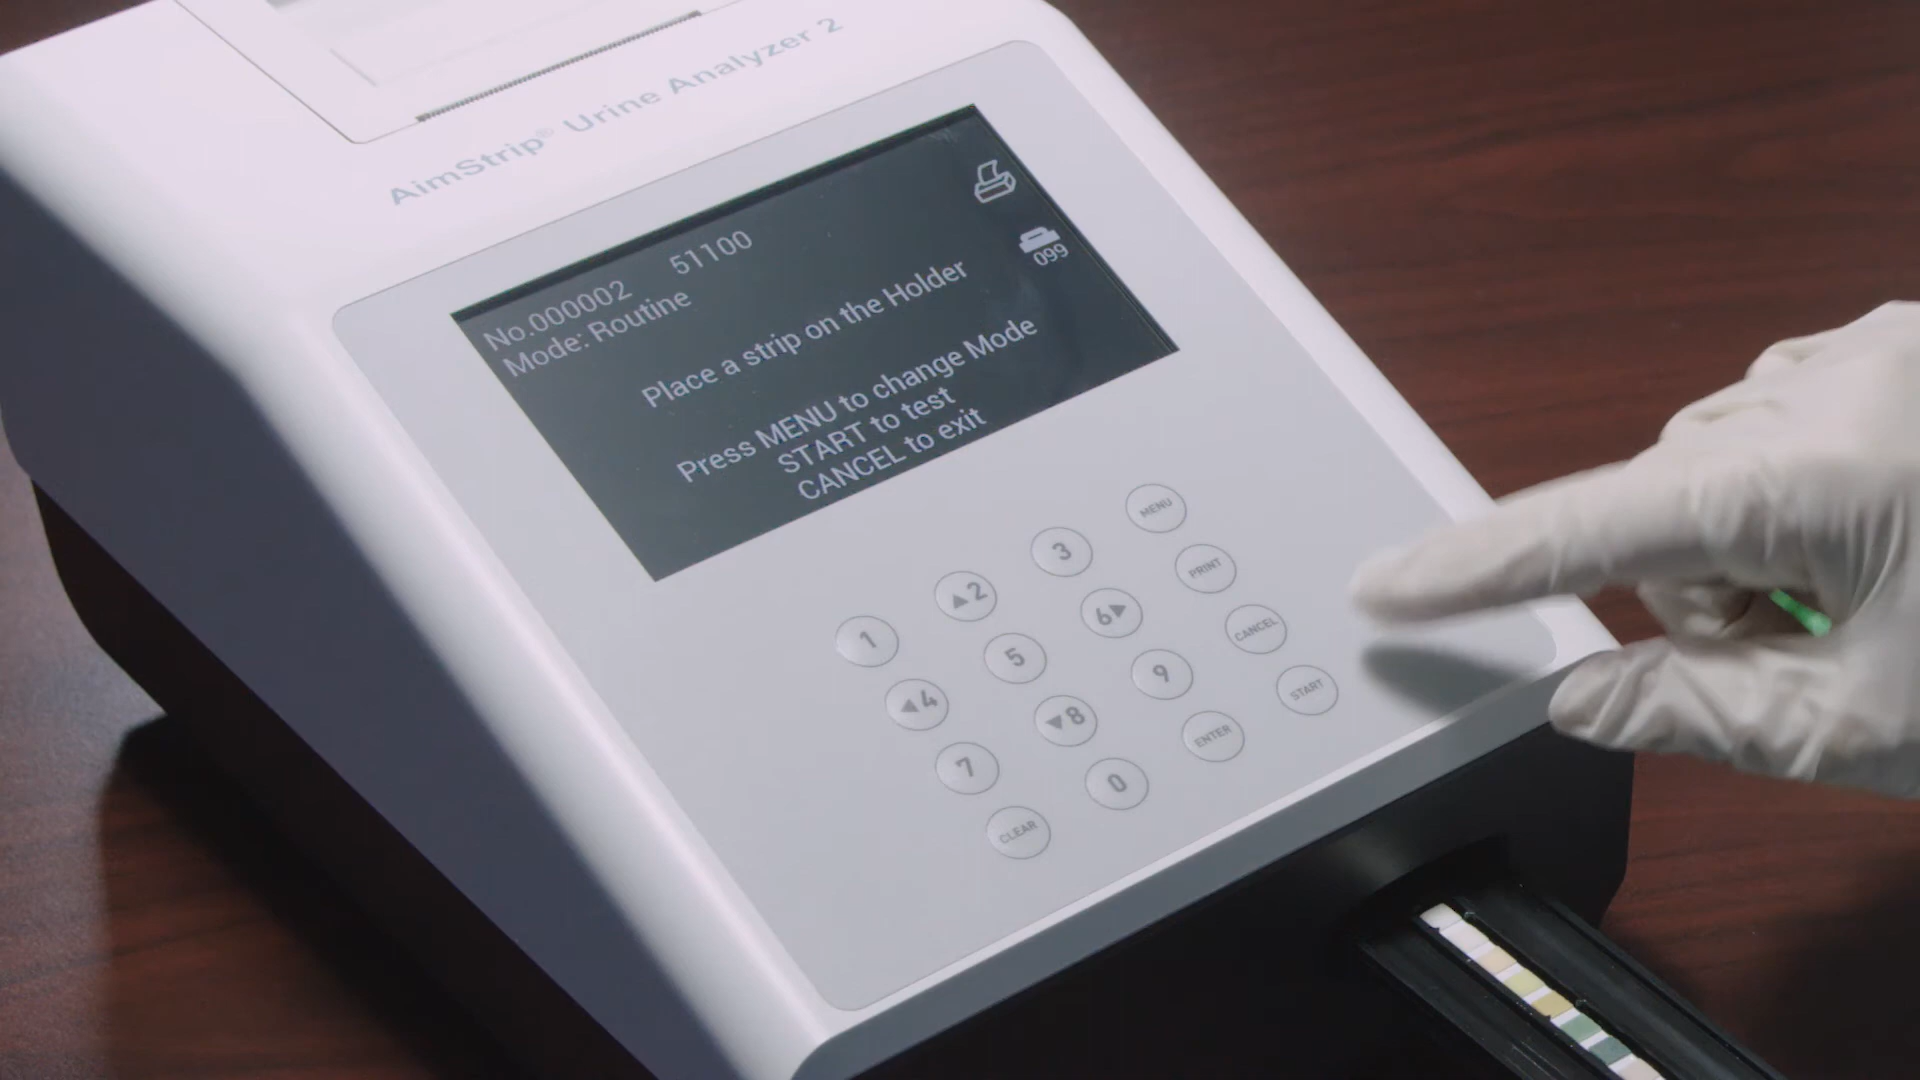 AimStrip® Urine Analyzer 2
No.000002 51100
Mode: Routine
099
Place a strip on the Holder
Press MENU to change Mode
START to test
CANCEL to exit
1 ▲2 3 MENU
◀4 5 6▶ PRINT
7 ▼8 9 CANCEL
CLEAR 0 ENTER START